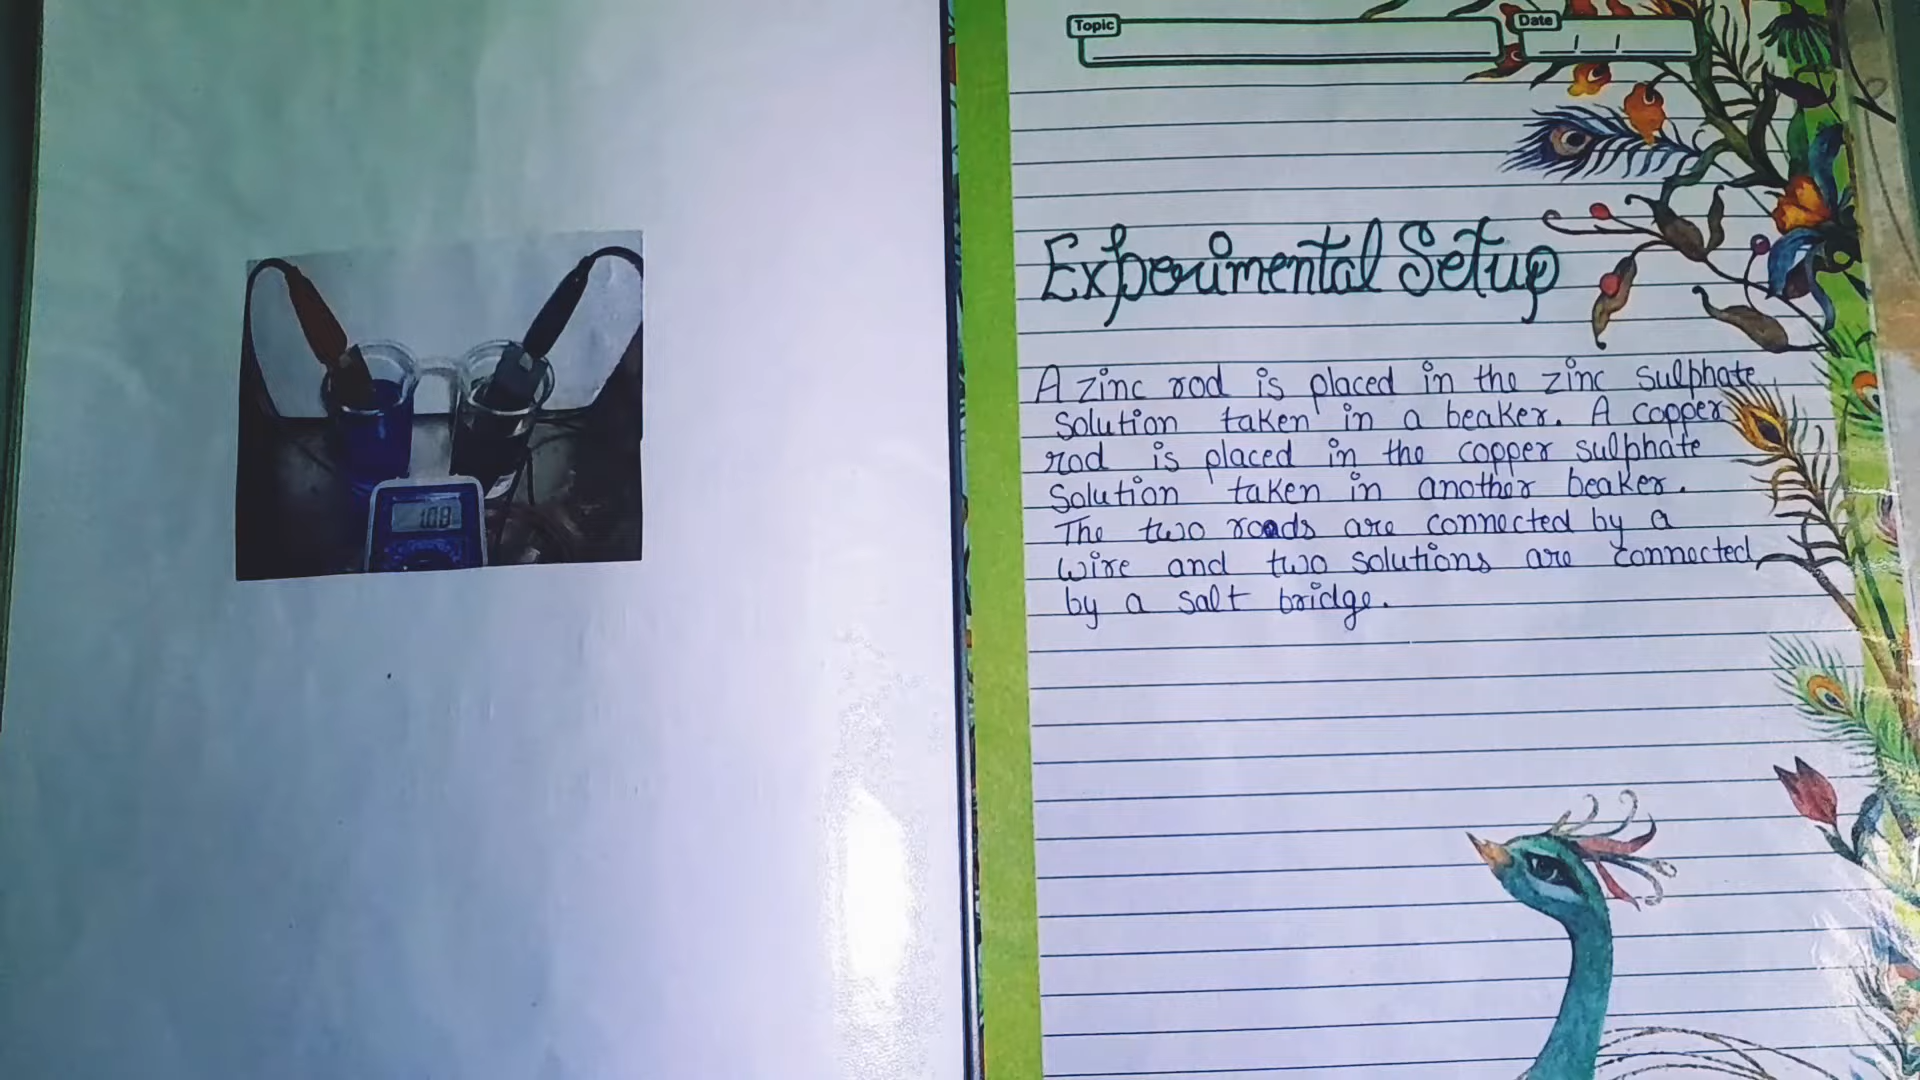 1.08
Topic
Date
Experimental Setup
A zinc rod is placed in the zinc sulphate
solution taken in a beaker. A copper
rod is placed in the copper sulphate
solution taken in another beaker.
The two roads are connected by a
wire and two solutions are connected
by a salt bridge.